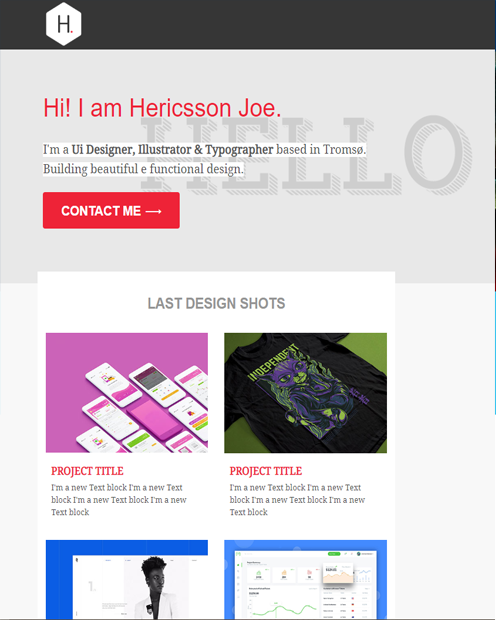 H.
HELLO
Hi! I am Hericsson Joe.
I'm a Ui Designer, Illustrator & Typographer based in Tromsø.
Building beautiful e functional design.
CONTACT ME ⟶
LAST DESIGN SHOTS
INDEPENDENT
PROJECT TITLE
I'm a new Text block I'm a new Text
block I'm a new Text block I'm a new
Text block
PROJECT TITLE
I'm a new Text block I'm a new Text
block I'm a new Text block I'm a new
Text block